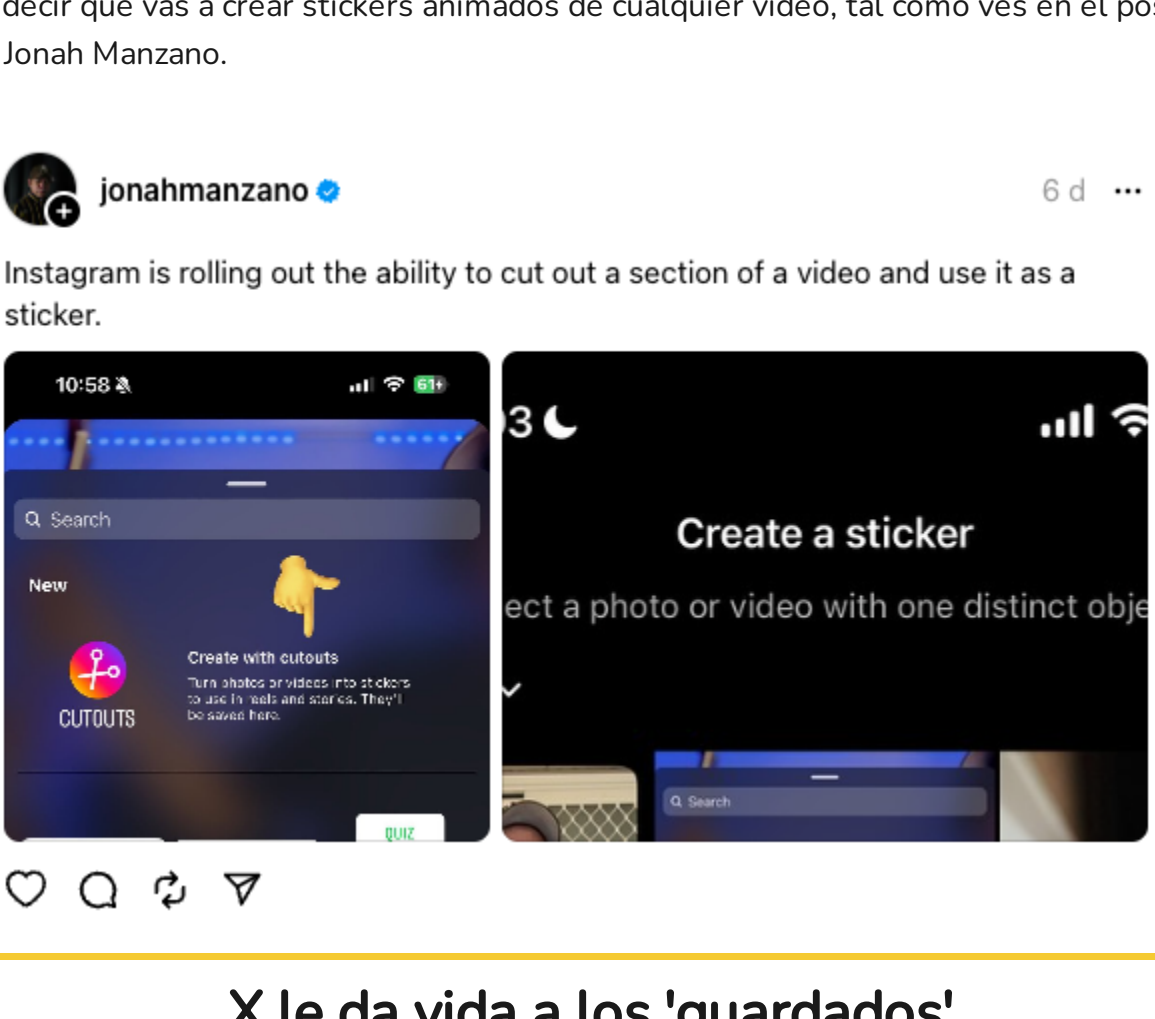 decir que vas a crear stickers animados de cualquier video, tal como ves en el pos
Jonah Manzano.
jonahmanzano
6 d
Instagram is rolling out the ability to cut out a section of a video and use it as a
sticker.
10:58
61+
Search
New
Create with cutouts
Turn photos or videos into stickers
to use in reels and stories. They'll
be saved here.
CUTOUTS
QUIZ
03
Create a sticker
ect a photo or video with one distinct obje
Search
X le da vida a los 'guardados'